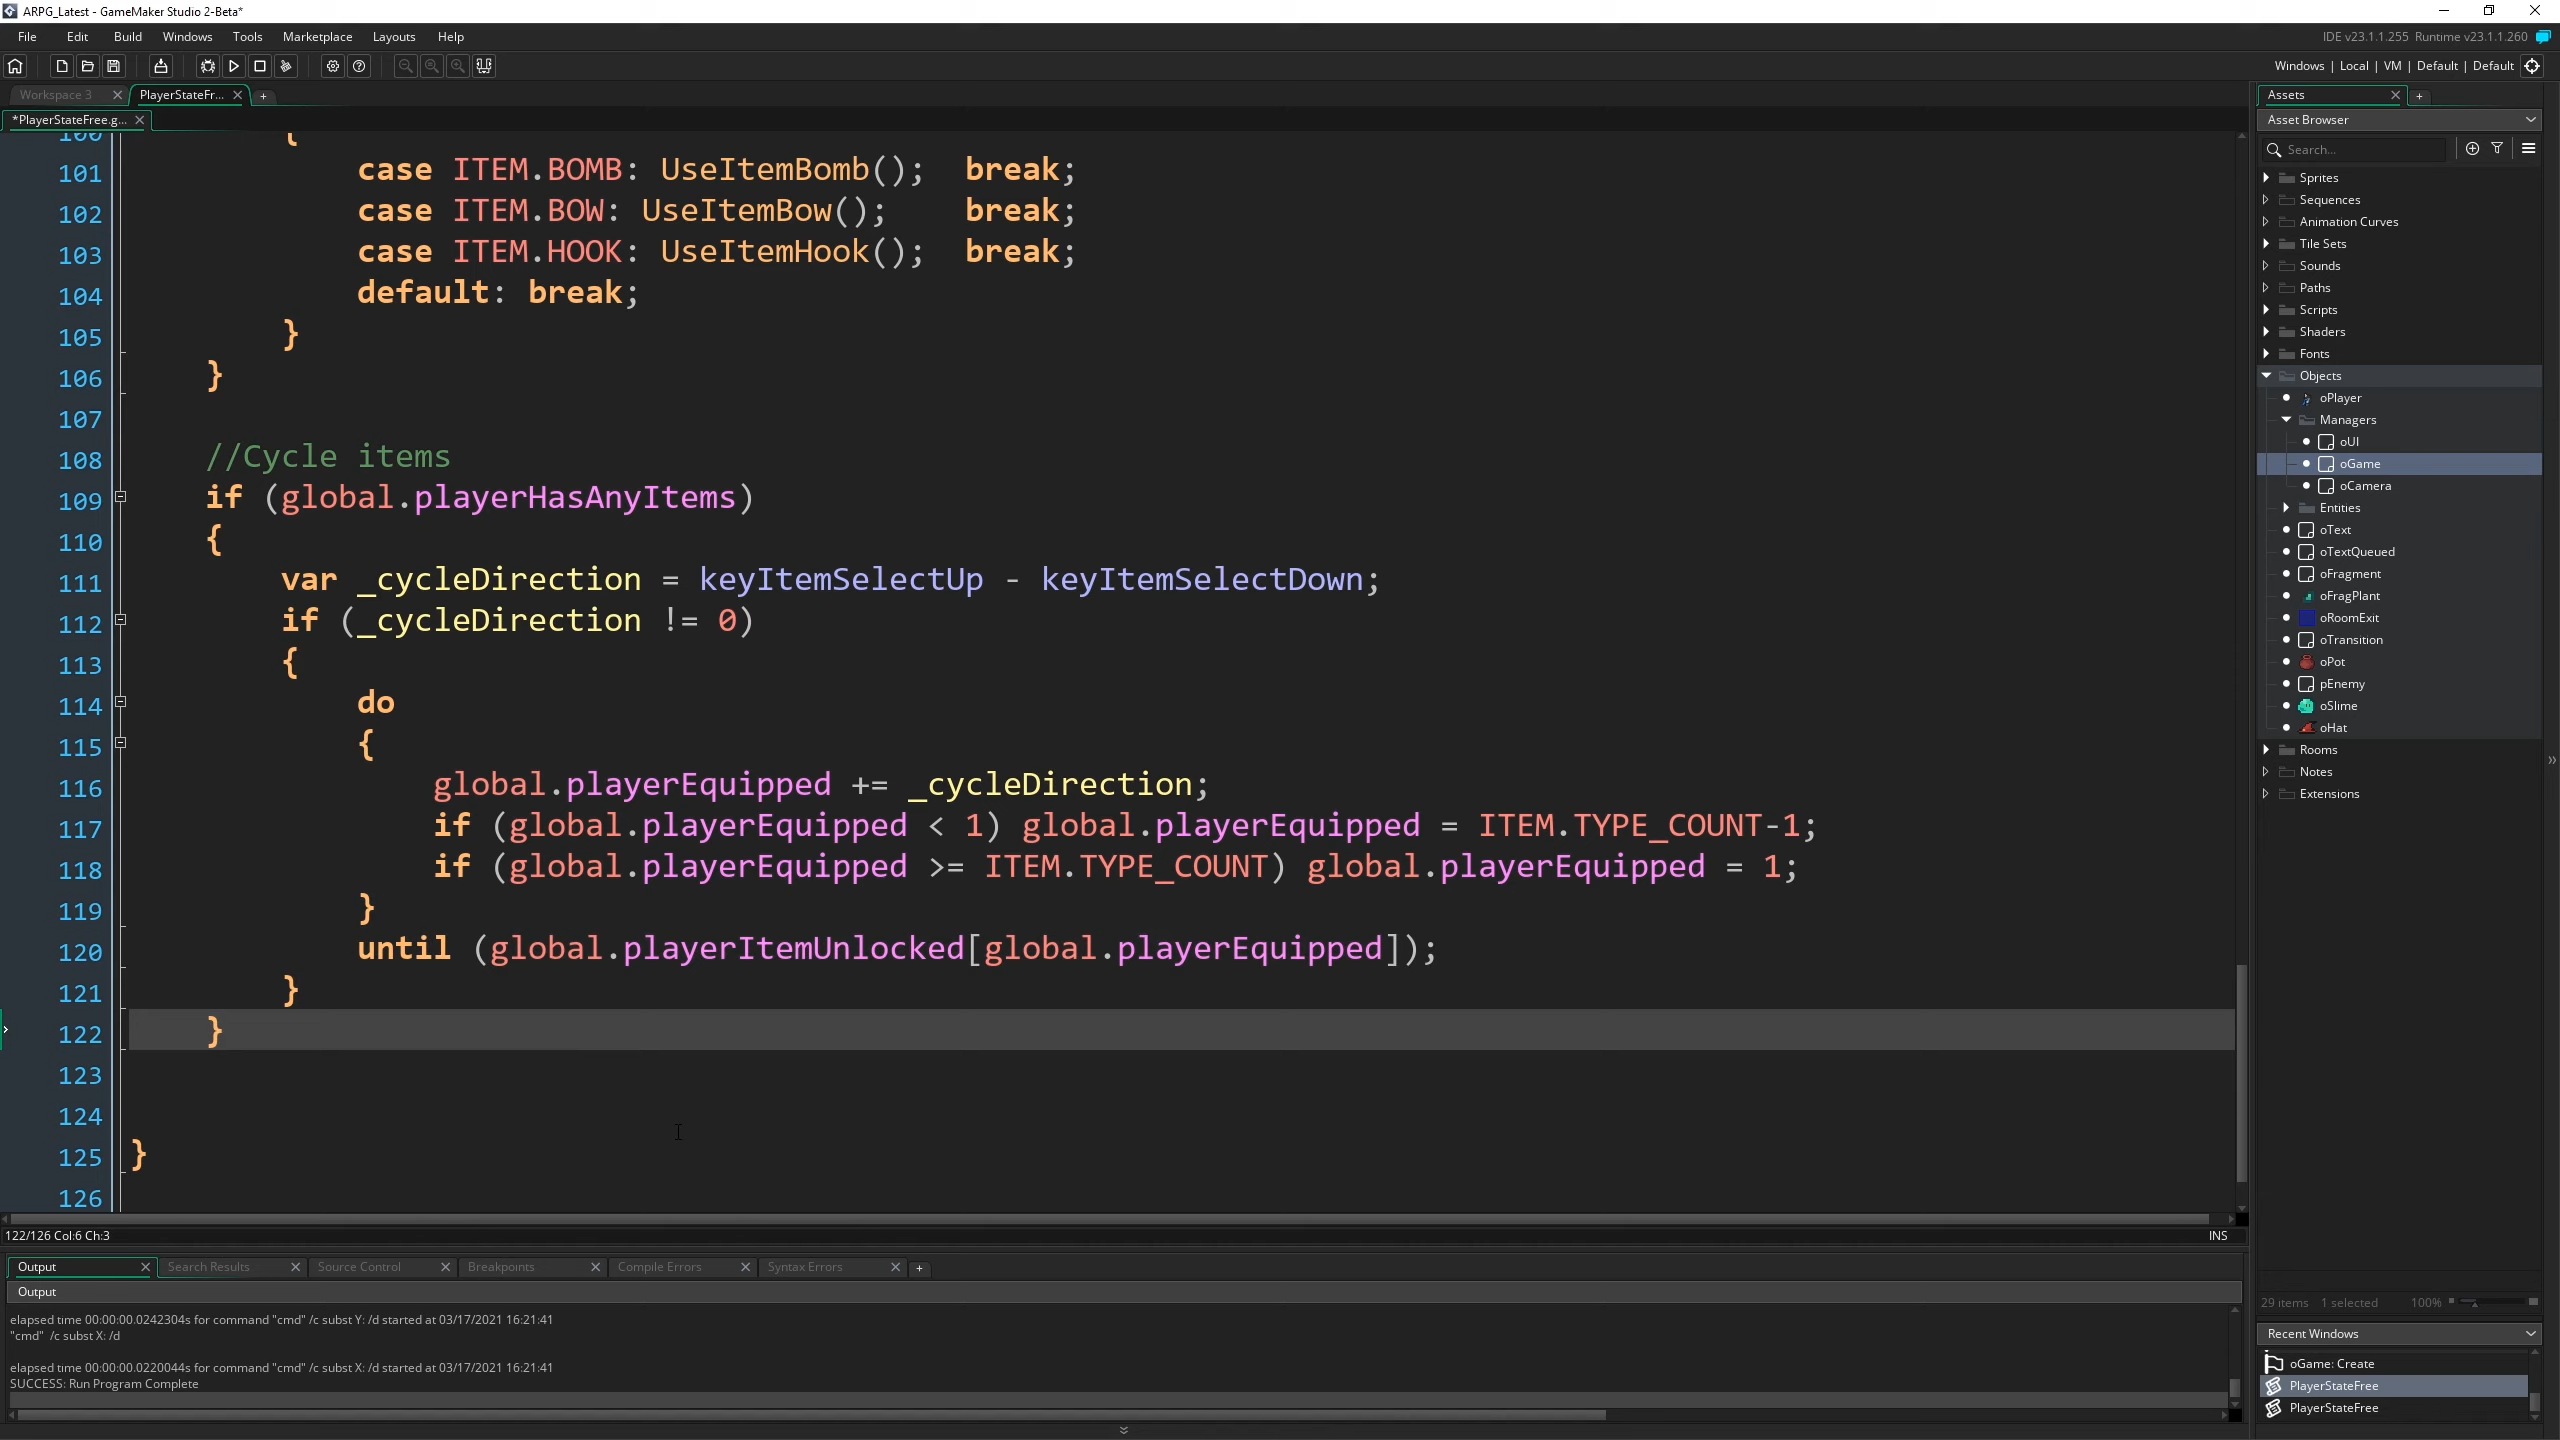 ARPG_Latest - GameMaker Studio 2-Beta*
File Edit Build Windows Tools Marketplace Layouts Help
IDE v23.1.1.255 Runtime v23.1.1.260
Windows | Local | VM | Default | Default
Workspace 3
PlayerStateFr...
*PlayerStateFree.g...
100 {
101 case ITEM.BOMB: UseItemBomb(); break;
102 case ITEM.BOW: UseItemBow(); break;
103 case ITEM.HOOK: UseItemHook(); break;
104 default: break;
105 }
106 }
107
108 //Cycle items
109 if (global.playerHasAnyItems)
110 {
111 var _cycleDirection = keyItemSelectUp - keyItemSelectDown;
112 if (_cycleDirection != 0)
113 {
114 do
115 {
116 global.playerEquipped += _cycleDirection;
117 if (global.playerEquipped < 1) global.playerEquipped = ITEM.TYPE_COUNT-1;
118 if (global.playerEquipped >= ITEM.TYPE_COUNT) global.playerEquipped = 1;
119 }
120 until (global.playerItemUnlocked[global.playerEquipped]);
121 }
122 }
123
124
125 }
126
122/126 Col:6 Ch:3
INS
Output Search Results Source Control Breakpoints Compile Errors Syntax Errors
Output
elapsed time 00:00:00.0242304s for command "cmd" /c subst Y: /d started at 03/17/2021 16:21:41
"cmd" /c subst X: /d
elapsed time 00:00:00.0220044s for command "cmd" /c subst X: /d started at 03/17/2021 16:21:41
SUCCESS: Run Program Complete
Assets
Asset Browser
Search...
Sprites
Sequences
Animation Curves
Tile Sets
Sounds
Paths
Scripts
Shaders
Fonts
Objects
oPlayer
Managers
oUI
oGame
oCamera
Entities
oText
oTextQueued
oFragment
oFragPlant
oRoomExit
oTransition
oPot
pEnemy
oSlime
oHat
Rooms
Notes
Extensions
29 items 1 selected 100%
Recent Windows
oGame: Create
PlayerStateFree
PlayerStateFree